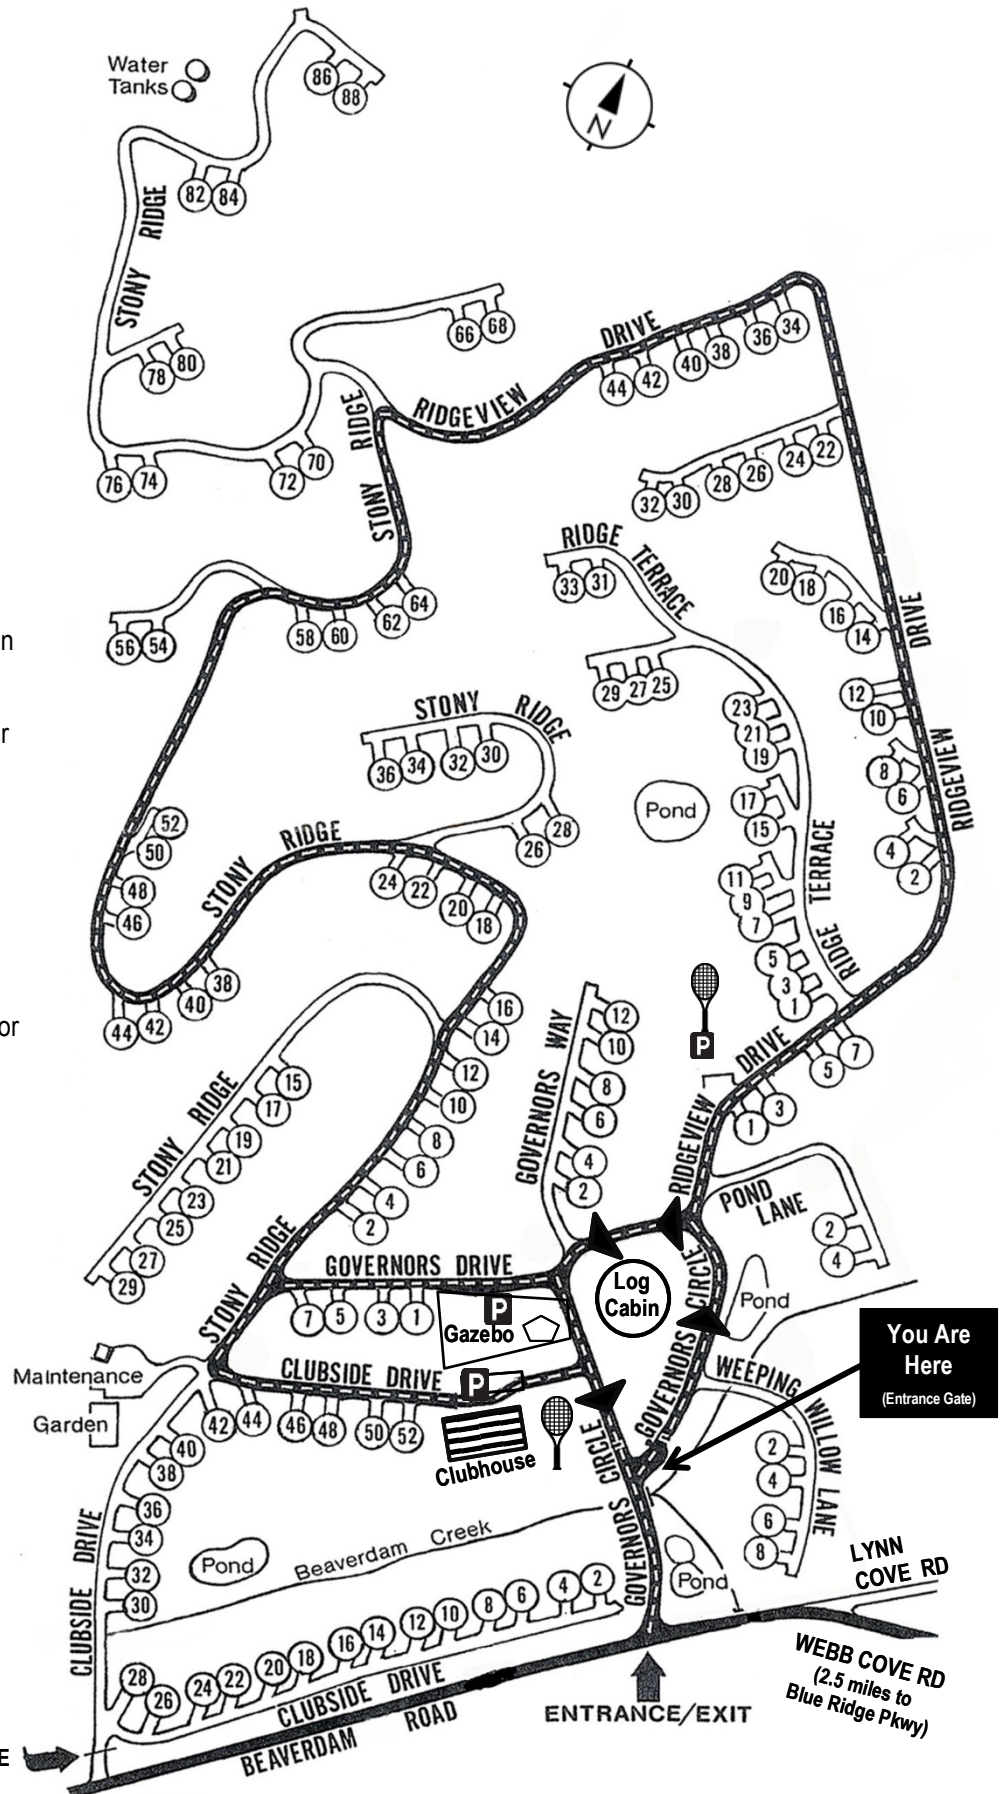 Water
Tanks
86
88
N
82
84
STONY RIDGE
66
68
DRIVE
34
36
38
40
42
44
78
80
RIDGEVIEW
RIDGE
STONY
70
72
76
74
22
24
26
28
30
32
RIDGE TERRACE
33
31
20
18
16
14
DRIVE
64
62
60
58
56
54
n
29
27
25
STONY RIDGE
36
34
32
30
23
21
19
12
10
8
6
RIDGEVIEW
r
Pond
17
15
28
26
52
50
48
46
STONY RIDGE
24
22
20
18
TERRACE
4
2
11
9
7
RIDGE
5
3
1
38
40
42
44
or
16
14
GOVERNORS WAY
12
10
8
6
4
2
P
DRIVE
7
5
3
1
RIDGEVIEW
STONY RIDGE
15
17
19
21
23
25
27
29
12
10
8
6
4
2
POND
LANE
2
4
STONY RIDGE
GOVERNORS DRIVE
7
5
3
1
P
Gazebo
Log
Cabin
GOVERNORS CIRCLE
Pond
You Are
Here
(Entrance Gate)
Maintenance
Garden
CLUBSIDE DRIVE
P
Clubhouse
42
44
46
48
50
52
WEEPING WILLOW LANE
2
4
6
8
GOVERNORS CIRCLE
40
38
36
34
32
30
CLUBSIDE DRIVE
Pond
Beaverdam Creek
Pond
LYNN
COVE RD
28
26
24
22
20
18
16
14
12
10
8
6
4
2
CLUBSIDE DRIVE
BEAVERDAM ROAD
ENTRANCE/EXIT
WEBB COVE RD
(2.5 miles to
Blue Ridge Pkwy)
E